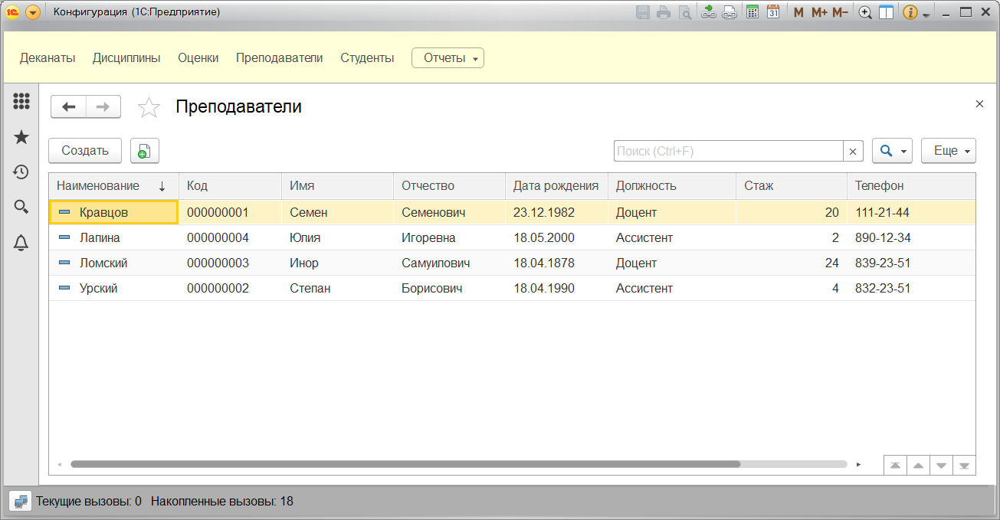 1С Конфигурация (1С:Предприятие) 31 M M+ M−
Деканаты Дисциплины Оценки Преподаватели Студенты Отчеты
Преподаватели
Создать Поиск (Ctrl+F) Еще
Наименование Код Имя Отчество Дата рождения Должность Стаж Телефон
Кравцов 000000001 Семен Семенович 23.12.1982 Доцент 20 111-21-44
Лапина 000000004 Юлия Игоревна 18.05.2000 Ассистент 2 890-12-34
Ломский 000000003 Инор Самуилович 18.04.1878 Доцент 24 839-23-51
Урский 000000002 Степан Борисович 18.04.1990 Ассистент 4 832-23-51
Текущие вызовы: 0 Накопленные вызовы: 18